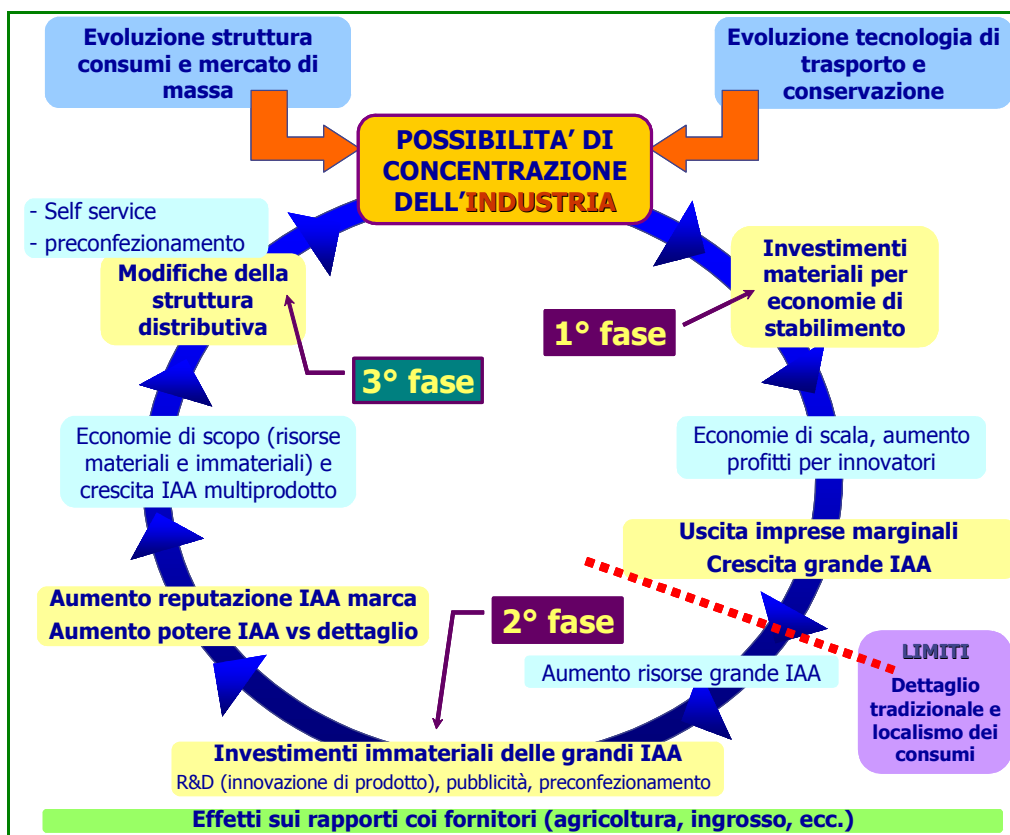 Evoluzione struttura
consumi e mercato di
massa
Evoluzione tecnologia di
trasporto e
conservazione
POSSIBILITA’ DI
CONCENTRAZIONE
DELL’INDUSTRIA
- Self service
- preconfezionamento
Modifiche della
struttura
distributiva
Investimenti
materiali per
economie di
stabilimento
1° fase
3° fase
Economie di scopo (risorse
materiali e immateriali) e
crescita IAA multiprodotto
Economie di scala, aumento
profitti per innovatori
Uscita imprese marginali
Crescita grande IAA
Aumento reputazione IAA marca
Aumento potere IAA vs dettaglio
2° fase
Aumento risorse grande IAA
LIMITI
Dettaglio
tradizionale e
localismo dei
consumi
Investimenti immateriali delle grandi IAA
R&D (innovazione di prodotto), pubblicità, preconfezionamento
Effetti sui rapporti coi fornitori (agricoltura, ingrosso, ecc.)